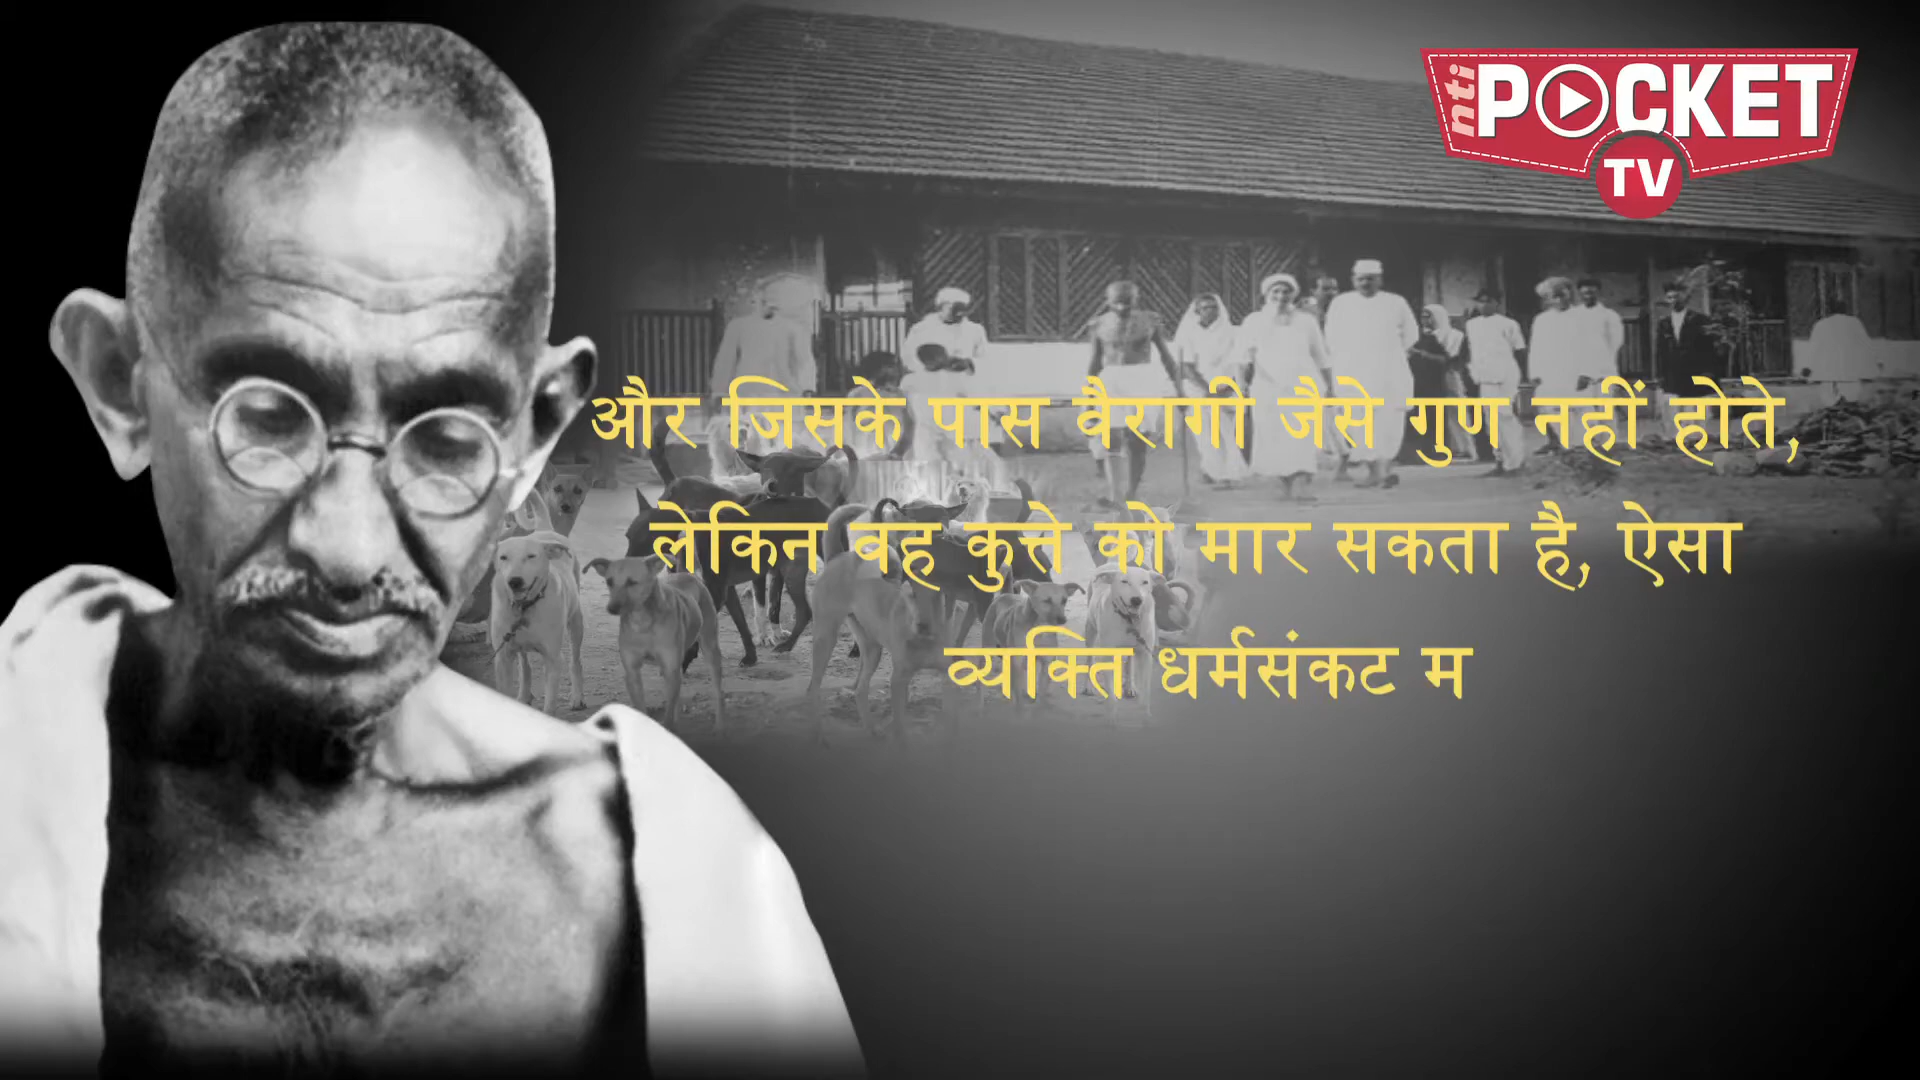 nti POCKET
TV
और जिसके पास वैरागी जैसे गुण नहीं होते,
लेकिन वह कुत्ते को मार सकता है, ऐसा
व्यक्ति धर्मसंकट म